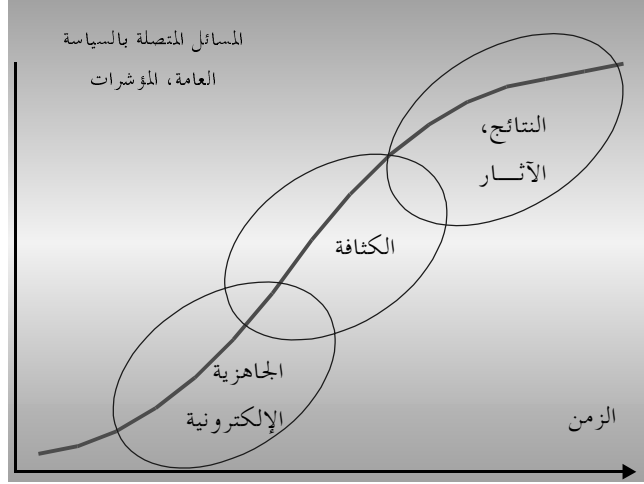 المسائل المتصلة بالسياسة
العامة، المؤشرات
النتائج،
الآثـــار
الكثافة
الجاهزية
الإلكترونية
الزمن